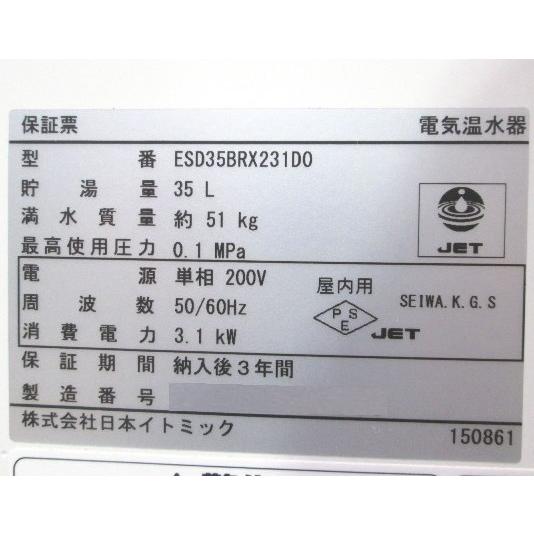 保証票 電気温水器
型番 ESD35BRX231D0
貯湯量 35 L
満水質量 約 51 kg
最高使用圧力 0.1 MPa
JET
電源 単相 200V 屋内用
周波数 50/60Hz PSE JET SEIWA.K.G.S
消費電力 3.1 kW
保証期間 納入後３年間
製造番号
株式会社日本イトミック 150861